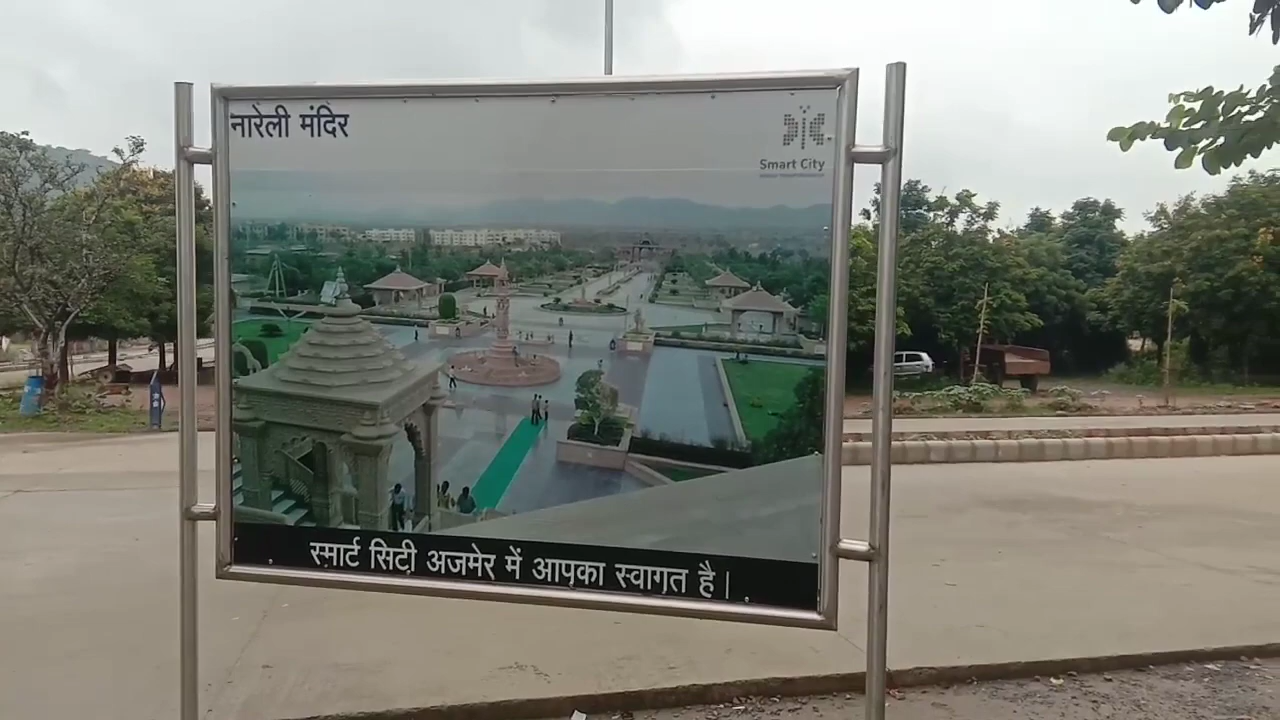 नारेली मंदिर
Smart City
स्मार्ट सिटी अजमेर में आपका स्वागत है।